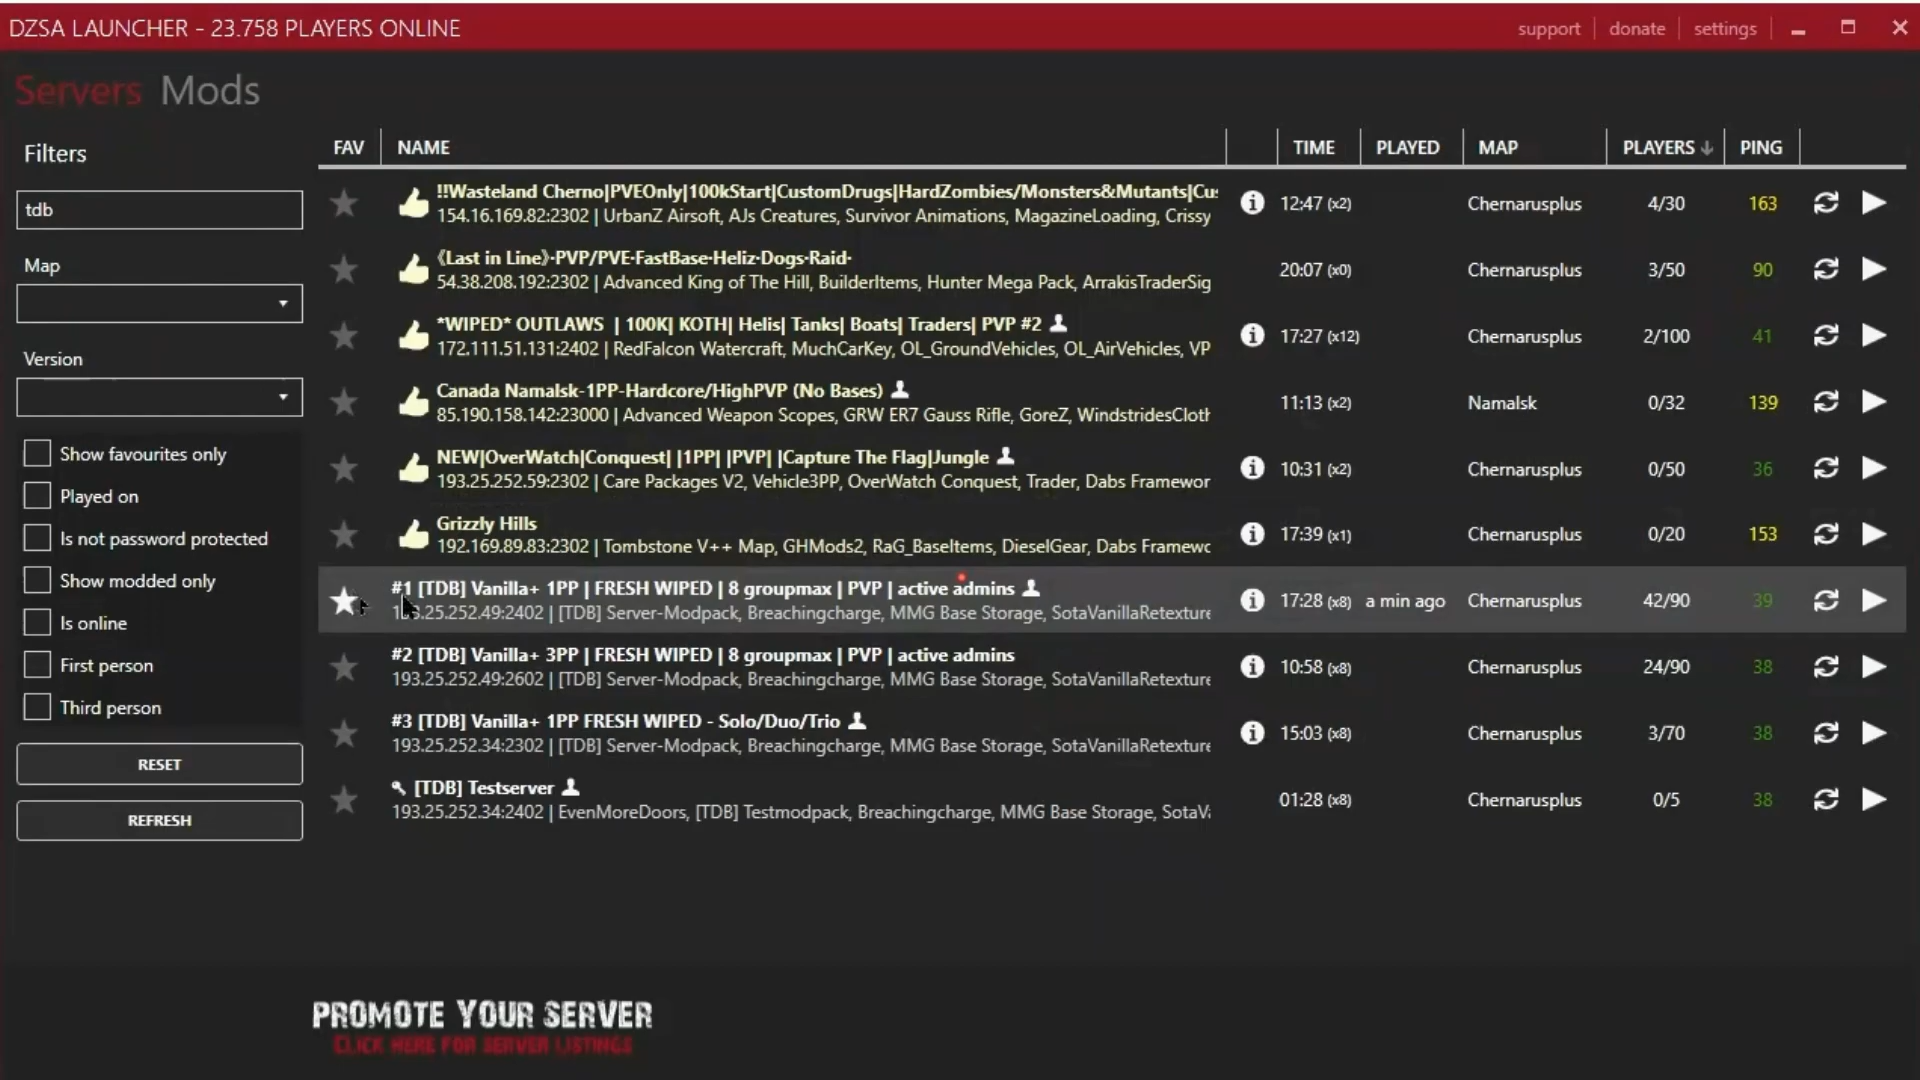 DZSA LAUNCHER - 23.758 PLAYERS ONLINE
support
donate
settings
Servers Mods
Filters
tdb
Map
Version
Show favourites only
Played on
Is not password protected
Show modded only
Is online
First person
Third person
RESET
REFRESH
FAV NAME TIME PLAYED MAP PLAYERS PING
!!Wasteland Cherno|PVEOnly|100kStart|CustomDrugs|HardZombies/Monsters&Mutants|Cus
154.16.169.82:2302 | UrbanZ Airsoft, AJs Creatures, Survivor Animations, MagazineLoading, Crissy
12:47 (x2) Chernarusplus 4/30 163
《Last in Line》·PVP/PVE·FastBase·Heliz·Dogs·Raid·
54.38.208.192:2302 | Advanced King of The Hill, BuilderItems, Hunter Mega Pack, ArrakisTraderSig
20:07 (x0) Chernarusplus 3/50 90
*WIPED* OUTLAWS | 100K| KOTH| Helis| Tanks| Boats| Traders| PVP #2
172.111.51.131:2402 | RedFalcon Watercraft, MuchCarKey, OL_GroundVehicles, OL_AirVehicles, VP
17:27 (x12) Chernarusplus 2/100 41
Canada Namalsk-1PP-Hardcore/HighPVP (No Bases)
85.190.158.142:23000 | Advanced Weapon Scopes, GRW ER7 Gauss Rifle, GoreZ, WindstridesCloth
11:13 (x2) Namalsk 0/32 139
NEW|OverWatch|Conquest| |1PP| |PVP| |Capture The Flag|Jungle
193.25.252.59:2302 | Care Packages V2, Vehicle3PP, OverWatch Conquest, Trader, Dabs Framewor
10:31 (x2) Chernarusplus 0/50 36
Grizzly Hills
192.169.89.83:2302 | Tombstone V++ Map, GHMods2, RaG_BaseItems, DieselGear, Dabs Framewc
17:39 (x1) Chernarusplus 0/20 153
#1 [TDB] Vanilla+ 1PP | FRESH WIPED | 8 groupmax | PVP | active admins
.25.252.49:2402 | [TDB] Server-Modpack, Breachingcharge, MMG Base Storage, SotaVanillaRetexture
17:28 (x8) a min ago Chernarusplus 42/90 39
#2 [TDB] Vanilla+ 3PP | FRESH WIPED | 8 groupmax | PVP | active admins
193.25.252.49:2602 | [TDB] Server-Modpack, Breachingcharge, MMG Base Storage, SotaVanillaRetexture
10:58 (x8) Chernarusplus 24/90 38
#3 [TDB] Vanilla+ 1PP FRESH WIPED - Solo/Duo/Trio
193.25.252.34:2302 | [TDB] Server-Modpack, Breachingcharge, MMG Base Storage, SotaVanillaRetexture
15:03 (x8) Chernarusplus 3/70 38
[TDB] Testserver
193.25.252.34:2402 | EvenMoreDoors, [TDB] Testmodpack, Breachingcharge, MMG Base Storage, SotaVa
01:28 (x8) Chernarusplus 0/5 38
PROMOTE YOUR SERVER
CLICK HERE FOR SERVER LISTINGS